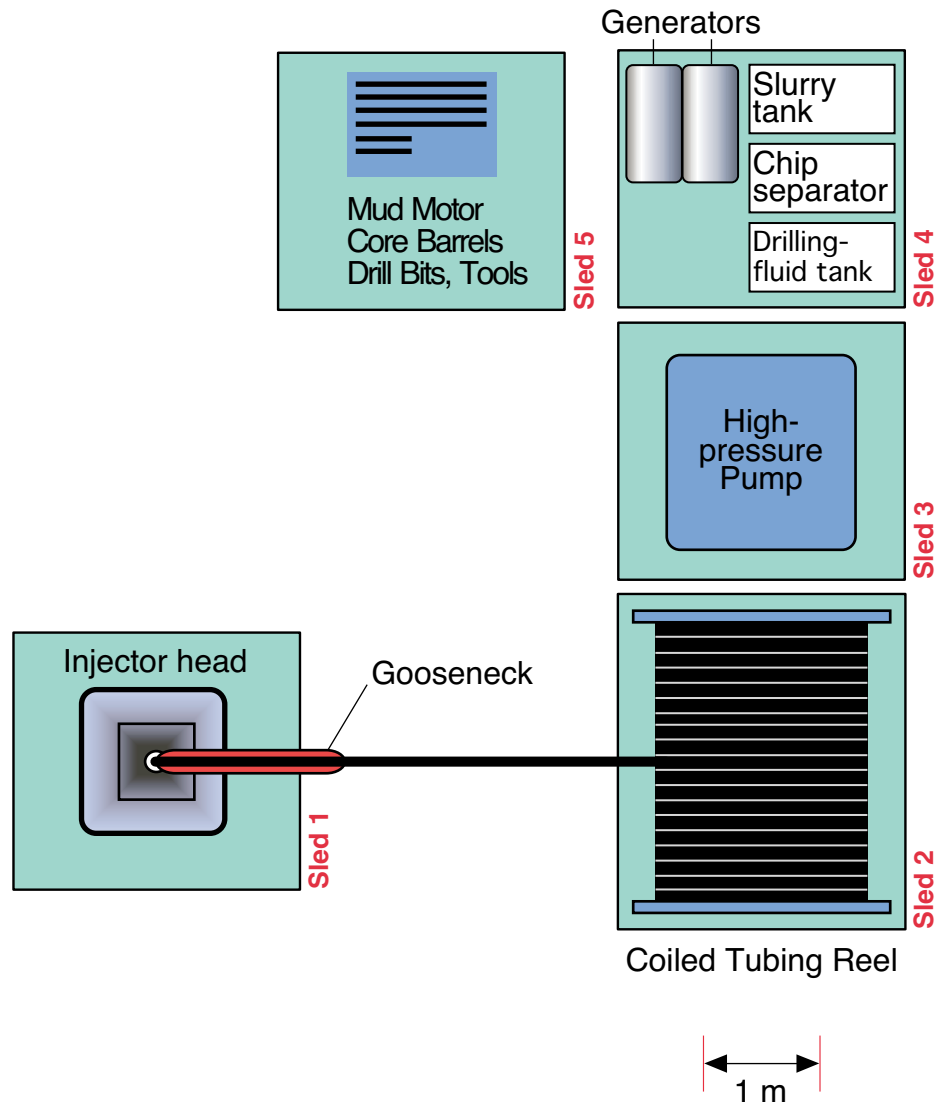 Generators
Slurry
tank
Chip
separator
Drilling-
fluid tank
Sled 4
Mud Motor
Core Barrels
Drill Bits, Tools
Sled 5
High-
pressure
Pump
Sled 3
Injector head
Gooseneck
Sled 1
Sled 2
Coiled Tubing Reel
1 m